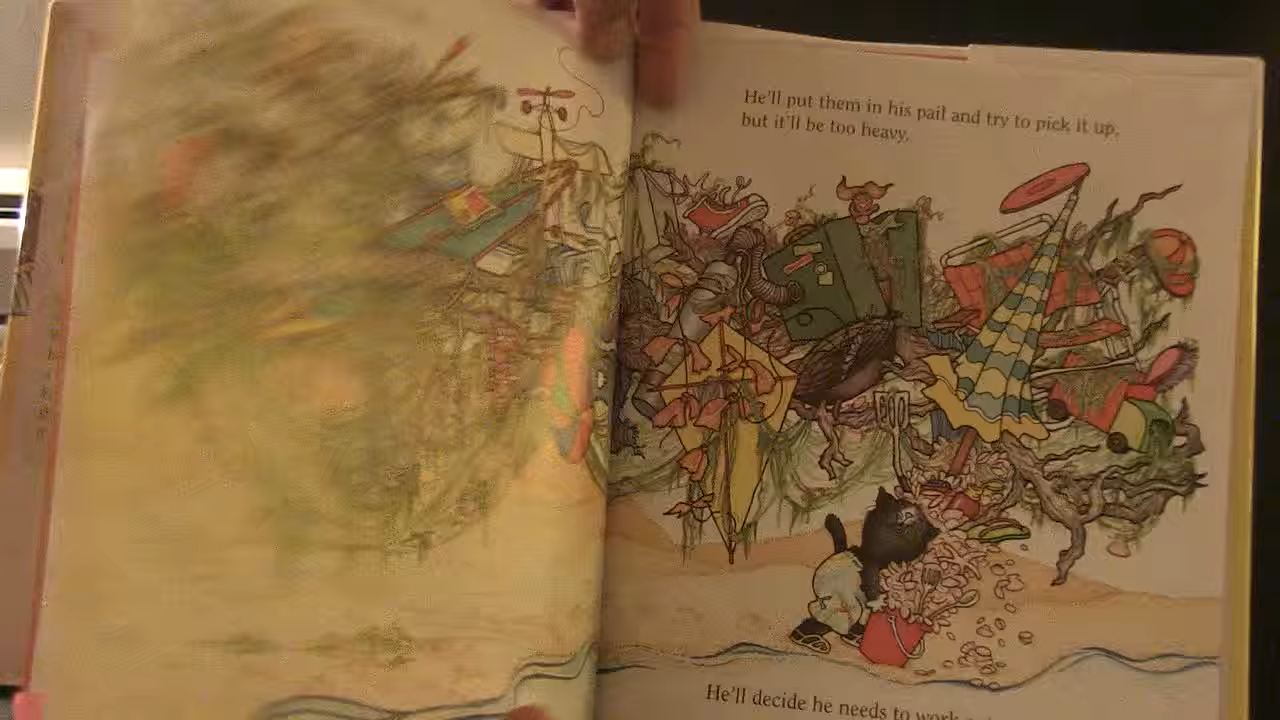 He'll put them in his pail and try to pick it up,
but it'll be too heavy.
He'll decide he needs to work